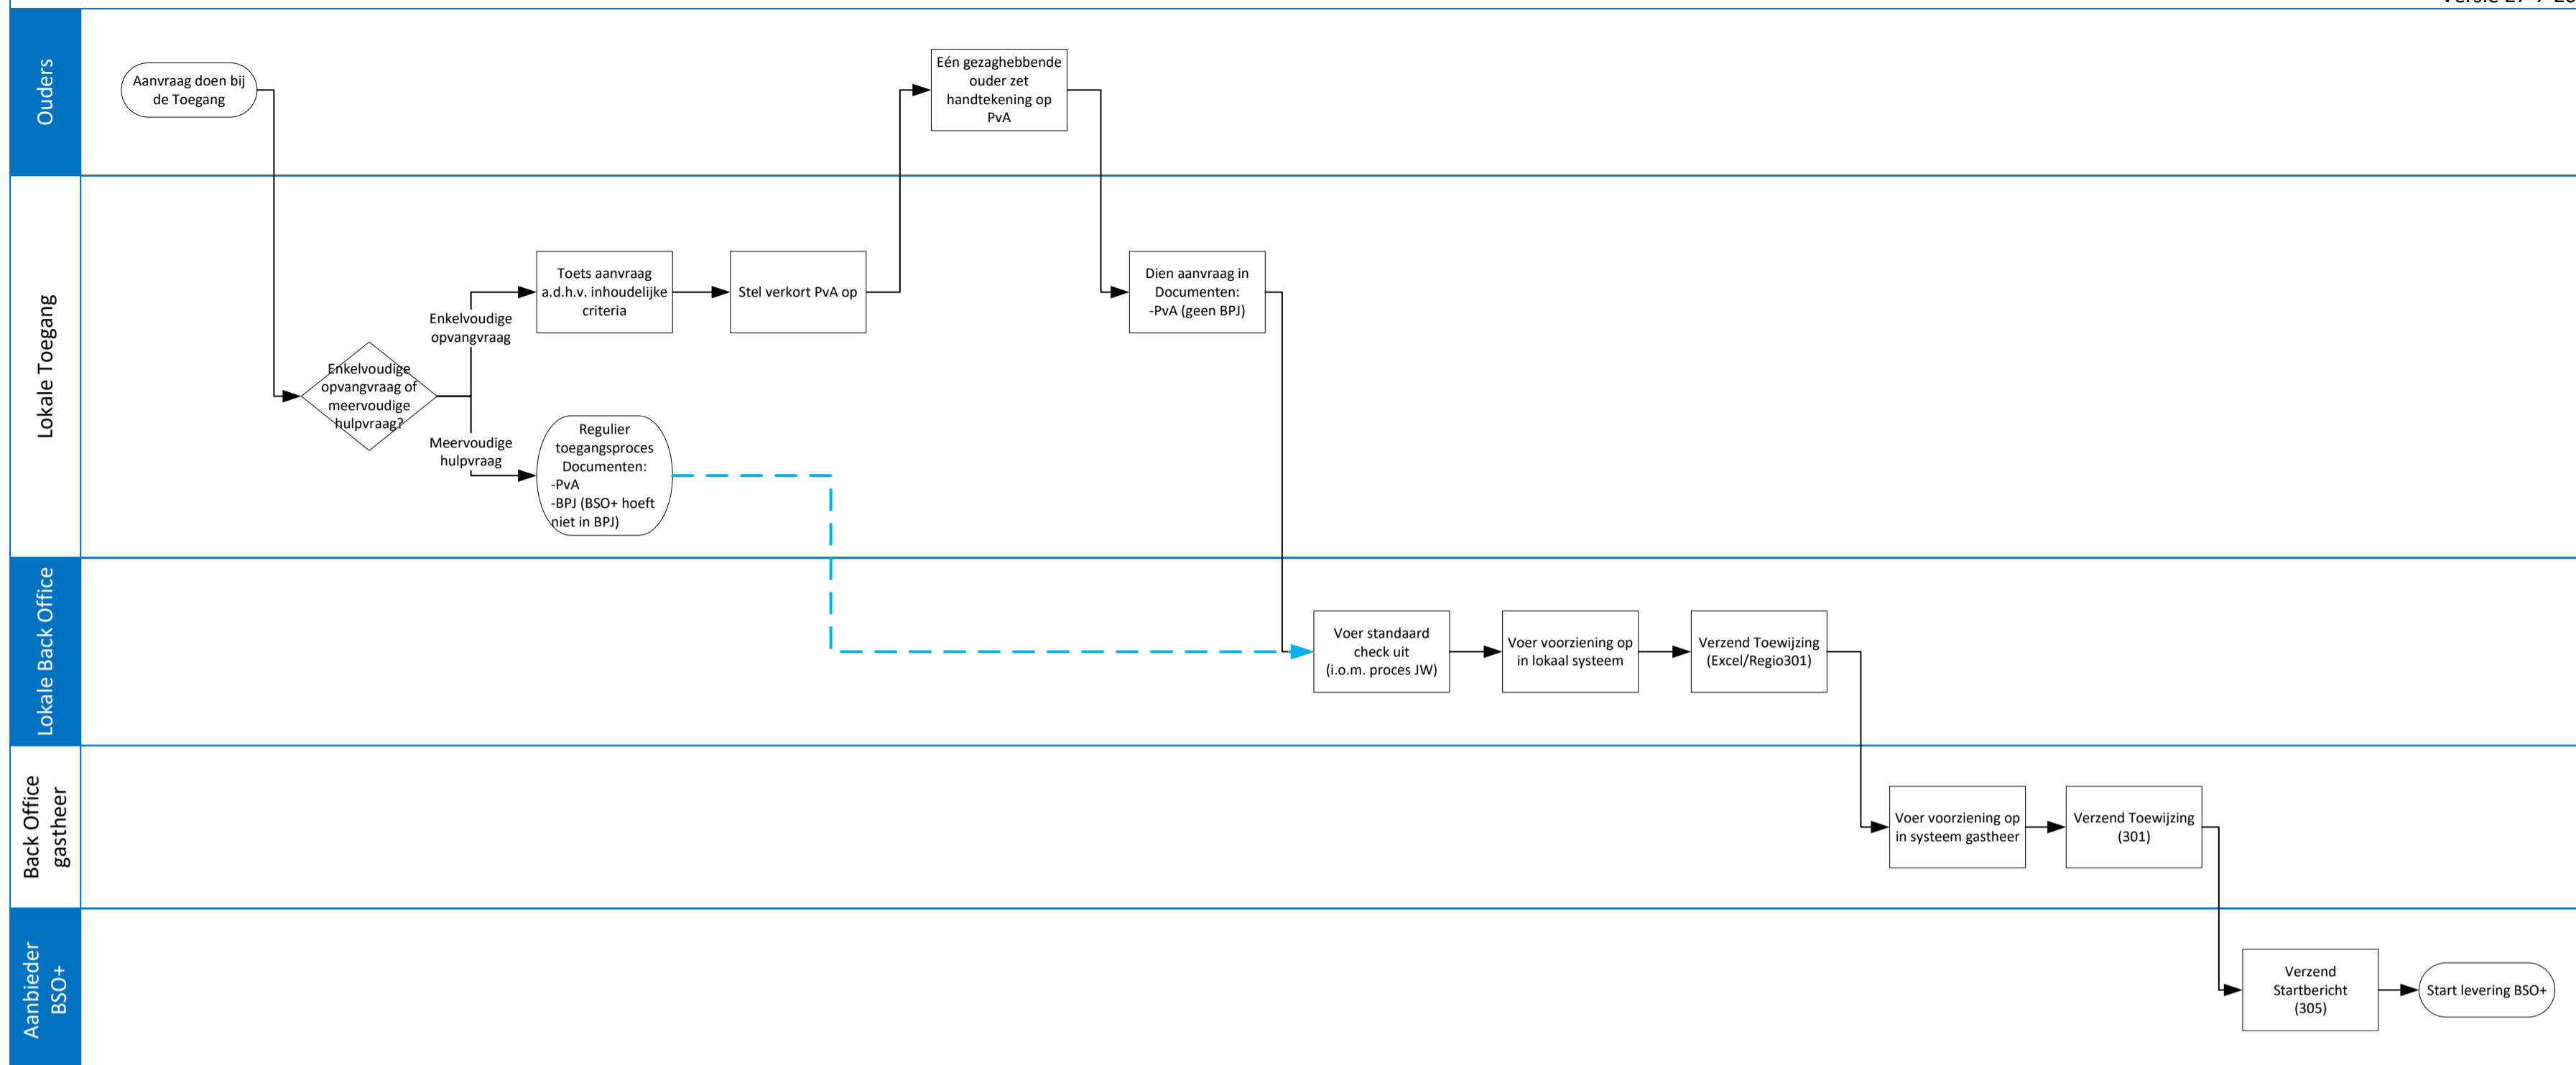 Ouders
Aanvraag doen bij
de Toegang
Eén gezaghebbende
ouder zet
handtekening op
PvA
Lokale Toegang
Enkelvoudige
opvangvraag of
meervoudige
hulpvraag?
Enkelvoudige
opvangvraag
Meervoudige
hulpvraag
Toets aanvraag
a.d.h.v. inhoudelijke
criteria
Stel verkort PvA op
Dien aanvraag in
Documenten:
-PvA (geen BPJ)
Regulier
toegangsproces
Documenten:
-PvA
-BPJ (BSO+ hoeft
niet in BPJ)
Lokale Back Office
Voer standaard
check uit
(i.o.m. proces JW)
Voer voorziening op
in lokaal systeem
Verzend Toewijzing
(Excel/Regio301)
Back Office
gastheer
Voer voorziening op
in systeem gastheer
Verzend Toewijzing
(301)
Aanbieder
BSO+
Verzend
Startbericht
(305)
Start levering BSO+